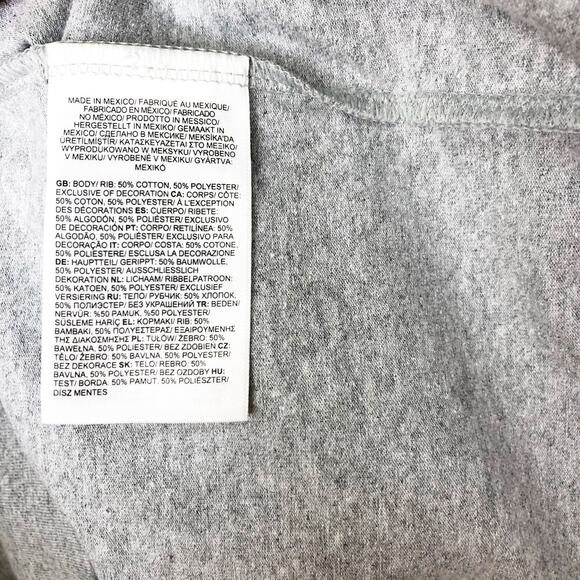 MADE IN MEXICO/ FABRIQUÉ AU MEXIQUE/
FABRICADO EN MÉXICO/ FABRICADO
NO MÉXICO/ PRODOTTO IN MESSICO/
HERGESTELLT IN MEXIKO/ GEMAAKT IN
MEXICO/ СДЕЛАНО В МЕКСИКЕ/ MEKSİKA'DA
ÜRETİLMİŞTİR/ ΚΑΤΑΣΚΕΥΑΖΕΤΑΙ ΣΤΟ ΜΕΞΙΚΟ/
WYPRODUKOWANO W MEKSYKU/ VYROBENO
V MEXIKU/ VYROBENÉ V MEXIKU/ GYÁRTVA:
MEXIKÓ
GB: BODY/ RIB: 50% COTTON, 50% POLYESTER/
EXCLUSIVE OF DECORATION CA: CORPS/ CÔTE:
50% COTON, 50% POLYESTER/ À L'EXCEPTION
DES DÉCORATIONS ES: CUERPO/ RIBETE:
50% ALGODÓN, 50% POLIÉSTER/ EXCLUSIVO
DE DECORACIÓN PT: CORPO/ RETILÍNEA: 50%
ALGODÃO, 50% POLIÉSTER/ EXCLUSIVO PARA
DECORAÇÃO IT: CORPO/ COSTA: 50% COTONE,
50% POLIESTERE/ ESCLUSA LA DECORAZIONE
DE: HAUPTTEIL/ GERIPPT: 50% BAUMWOLLE,
50% POLYESTER/ AUSSCHLIESSLICH
DEKORATION NL: LICHAAM/ RIBBELPATROON:
50% KATOEN, 50% POLYESTER/ EXCLUSIEF
VERSIERING RU: ТЕЛО/ РУБЧИК: 50% ХЛОПОК,
50% ПОЛИЭСТЕР/ БЕЗ УКРАШЕНИЙ TR: BEDEN/
NERVÜR: %50 PAMUK, %50 POLYESTER/
SÜSLEME HARİÇ EL: ΚΟΡΜΑΚΙ/ RIB: 50%
ΒΑΜΒΑΚΙ, 50% ΠΟΛΥΕΣΤΕΡΑΣ/ ΕΞΑΙΡΟΥΜΕΝΗΣ
ΤΗΣ ΔΙΑΚΟΣΜΗΣΗΣ PL: TUŁÓW/ ŻEBRO: 50%
BAWEŁNA, 50% POLIESTER/ BEZ ZDOBIEŃ CZ:
TĚLO/ ŽEBRO: 50% BAVLNA, 50% POLYESTER/
BEZ DEKORACE SK: TELO/ REBRO: 50%
BAVLNA, 50% POLYESTER/ BEZ OZDOBY HU:
TEST/ BORDA: 50% PAMUT, 50% POLIÉSZTER/
DÍSZ MENTES